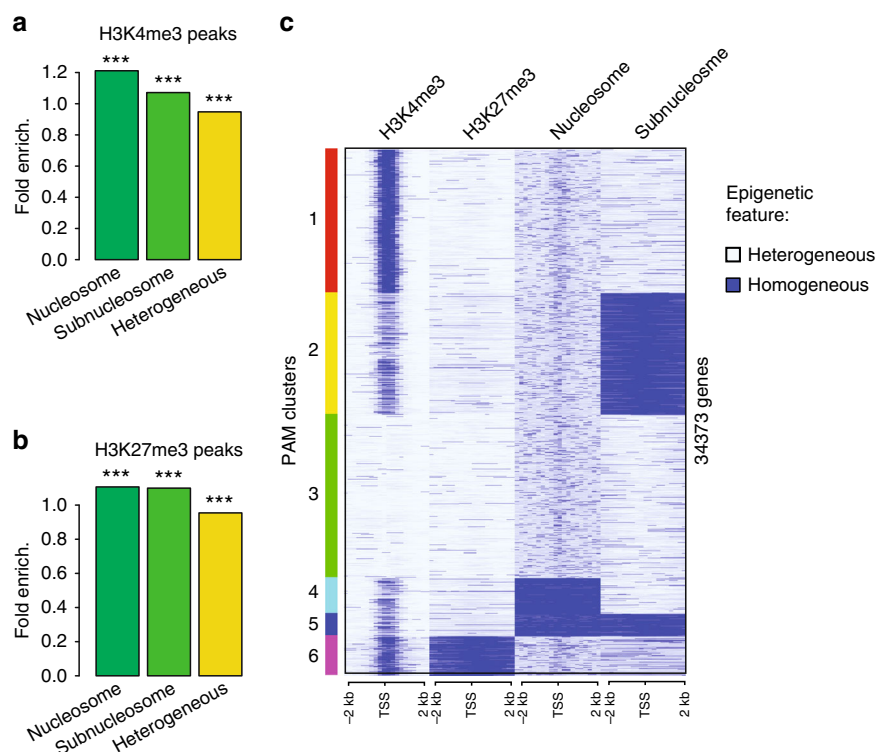 a
H3K4me3 peaks
Fold enrich.
1.2
1.0
0.8
0.6
0.4
0.2
0.0
***
***
***
Nucleosome
Subnucleosome
Heterogeneous
b
H3K27me3 peaks
Fold enrich.
1.0
0.8
0.6
0.4
0.2
0.0
***
***
***
Nucleosome
Subnucleosome
Heterogeneous
c
H3K4me3
H3K27me3
Nucleosome
Subnucleosme
PAM clusters
1
2
3
4
5
6
34373 genes
−2 kb
TSS
2 kb
−2 kb
TSS
2 kb
−2 kb
TSS
2 kb
−2 kb
TSS
2 kb
Epigenetic
feature:
Heterogeneous
Homogeneous